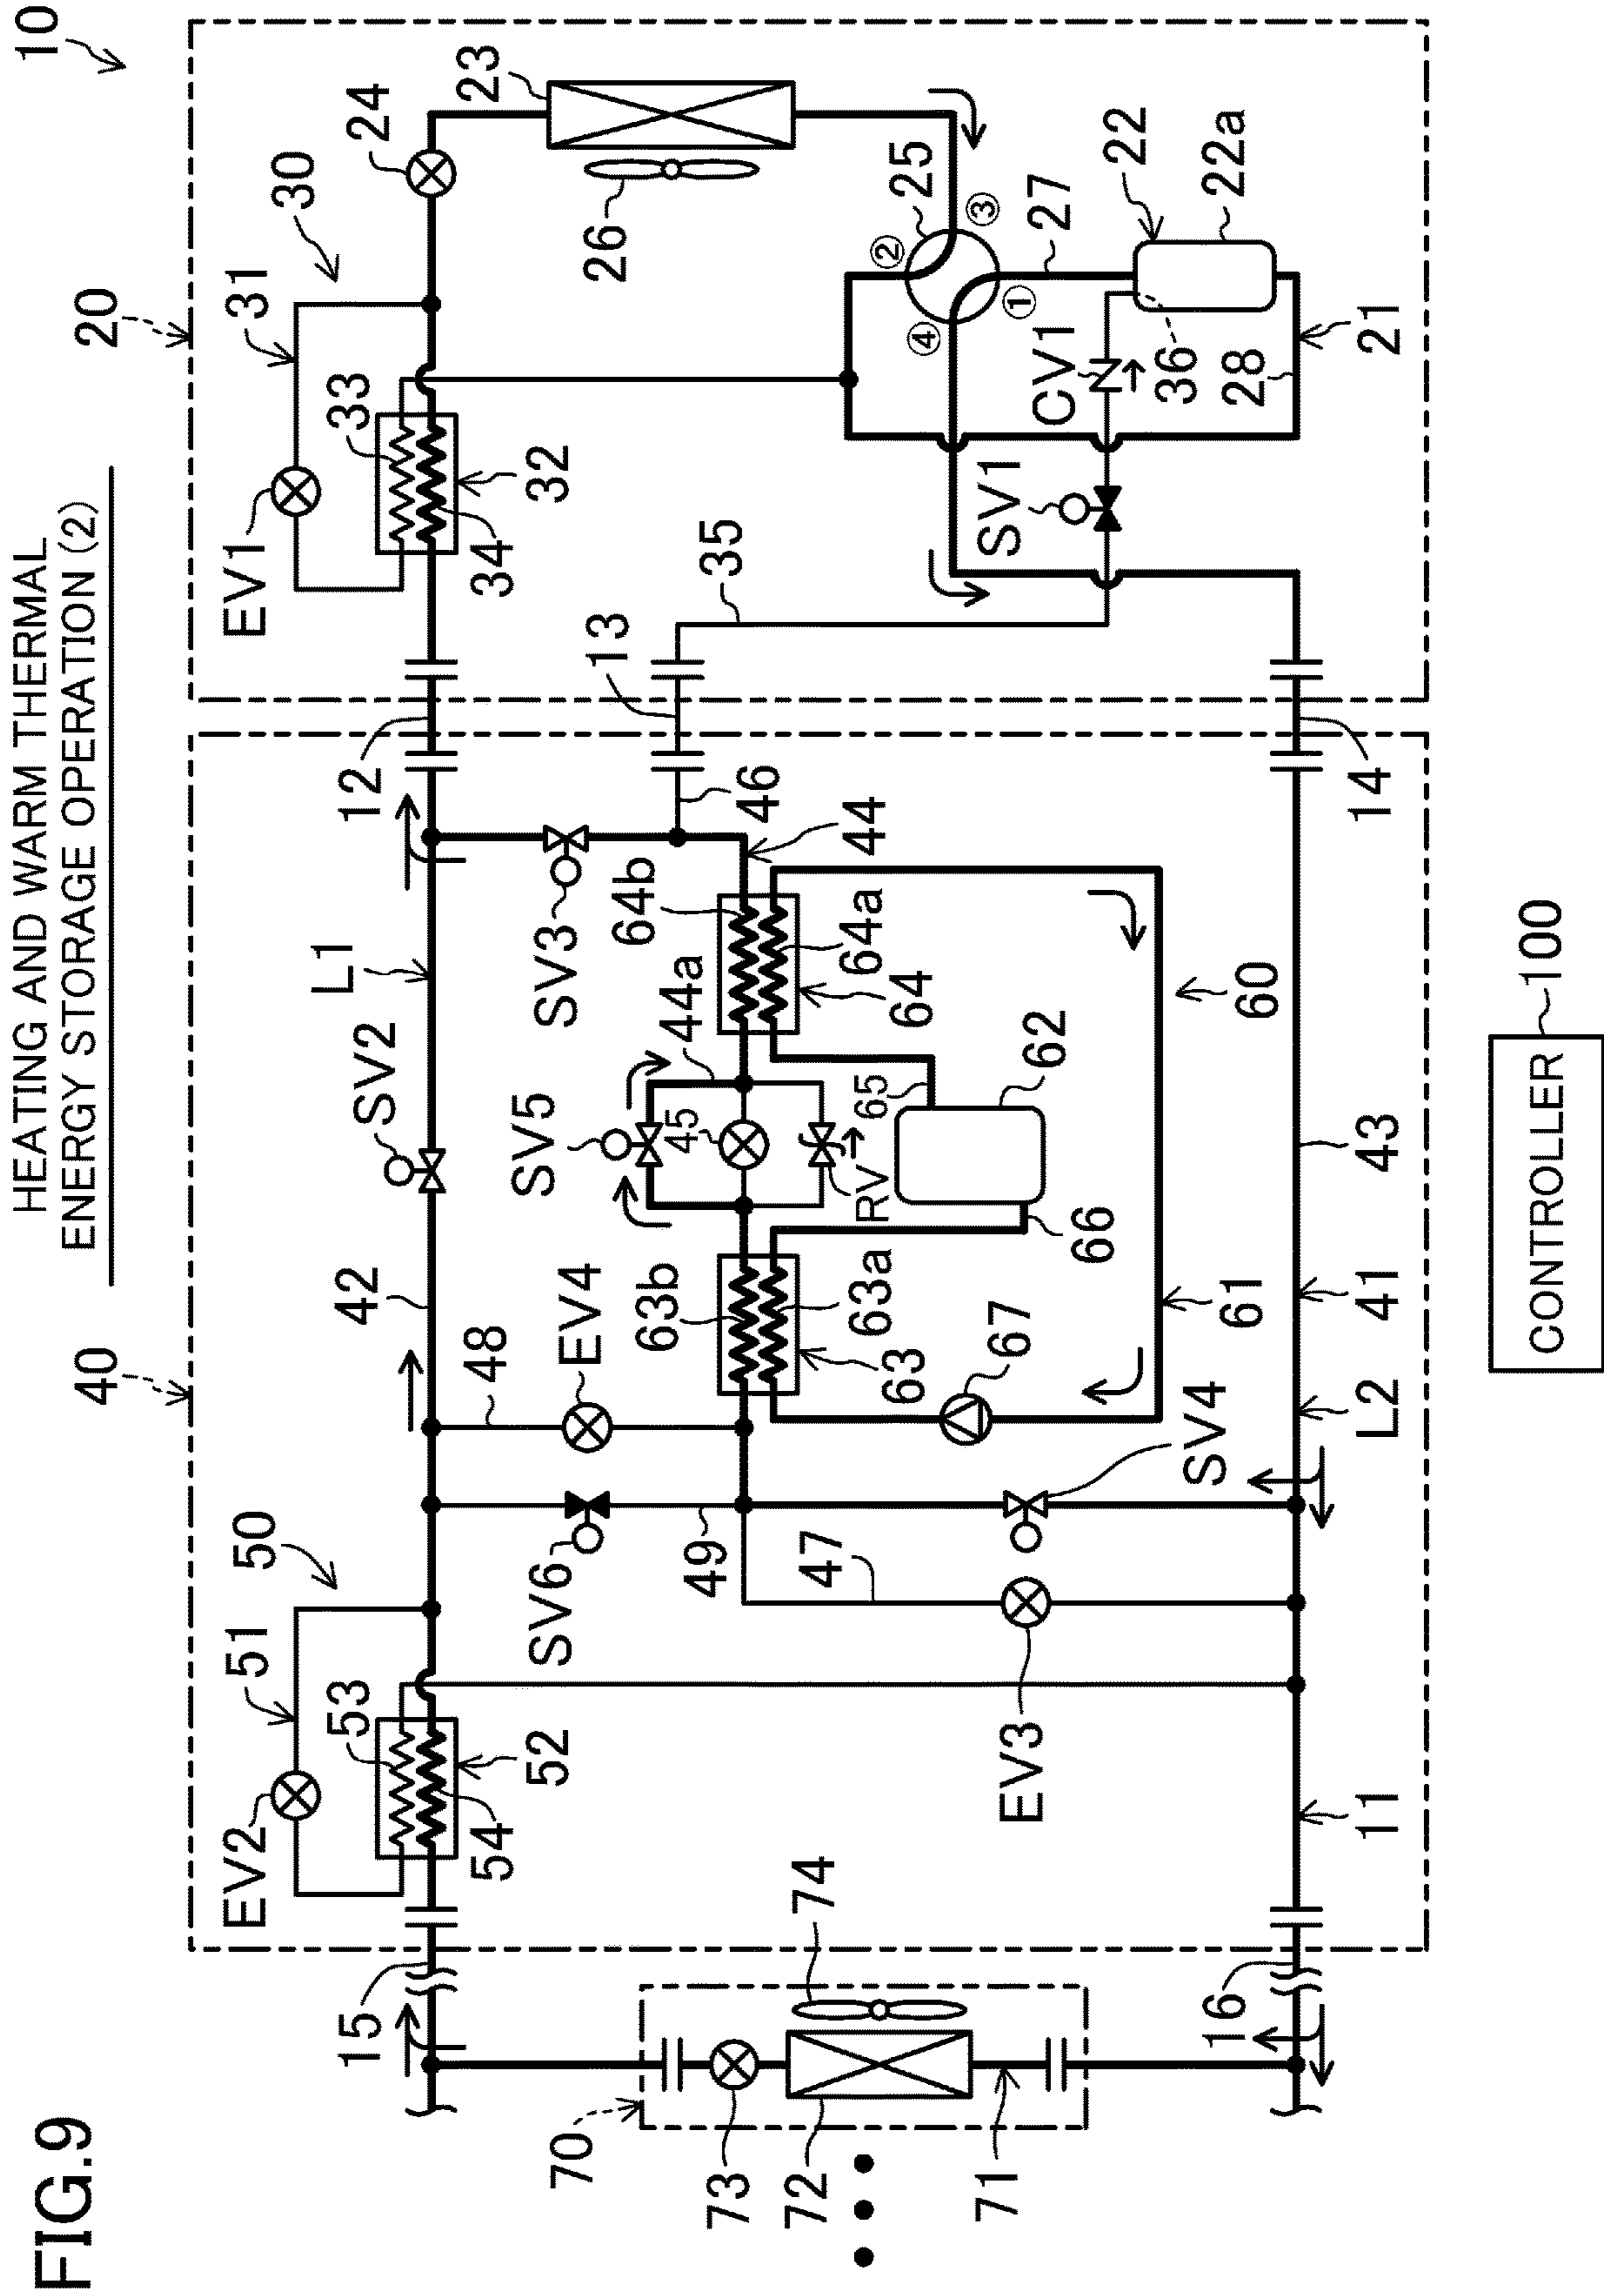 FIG.9
HEATING AND WARM THERMAL
ENERGY STORAGE OPERATION (2)
10
20
40
30
50
24
23
31
EV1
33
32
34
26
25
②
③
①
④
27
22
22a
CV1
36
28
21
SV1
35
13
12
14
46
44
L1
SV3
64b
64a
64
44a
SV2
SV5
45
RV
65
62
60
43
66
42
48
EV4
63b
63a
63
67
61
41
SV4
L2
51
EV2
53
52
54
SV6
49
47
EV3
11
15
16
74
70
73
72
71
CONTROLLER
100